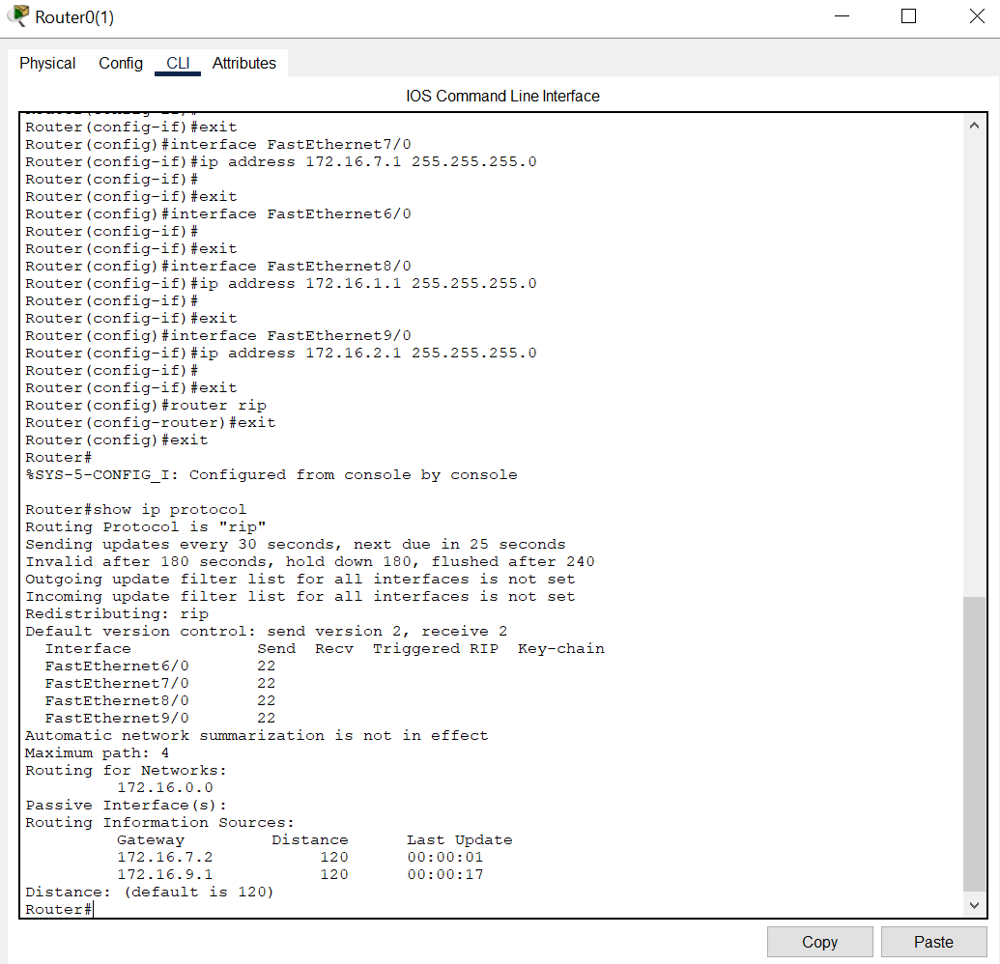 Router0(1)
Physical Config CLI Attributes
IOS Command Line Interface
Router(config-if)#
Router(config-if)#exit
Router(config)#interface FastEthernet7/0
Router(config-if)#ip address 172.16.7.1 255.255.255.0
Router(config-if)#
Router(config-if)#exit
Router(config)#interface FastEthernet6/0
Router(config-if)#
Router(config-if)#exit
Router(config)#interface FastEthernet8/0
Router(config-if)#ip address 172.16.1.1 255.255.255.0
Router(config-if)#
Router(config-if)#exit
Router(config)#interface FastEthernet9/0
Router(config-if)#ip address 172.16.2.1 255.255.255.0
Router(config-if)#
Router(config-if)#exit
Router(config)#router rip
Router(config-router)#exit
Router(config)#exit
Router#
%SYS-5-CONFIG_I: Configured from console by console
Router#show ip protocol
Routing Protocol is "rip"
Sending updates every 30 seconds, next due in 25 seconds
Invalid after 180 seconds, hold down 180, flushed after 240
Outgoing update filter list for all interfaces is not set
Incoming update filter list for all interfaces is not set
Redistributing: rip
Default version control: send version 2, receive 2
Interface Send Recv Triggered RIP Key-chain
FastEthernet6/0 22
FastEthernet7/0 22
FastEthernet8/0 22
FastEthernet9/0 22
Automatic network summarization is not in effect
Maximum path: 4
Routing for Networks:
172.16.0.0
Passive Interface(s):
Routing Information Sources:
Gateway Distance Last Update
172.16.7.2 120 00:00:01
172.16.9.1 120 00:00:17
Distance: (default is 120)
Router#
Copy Paste